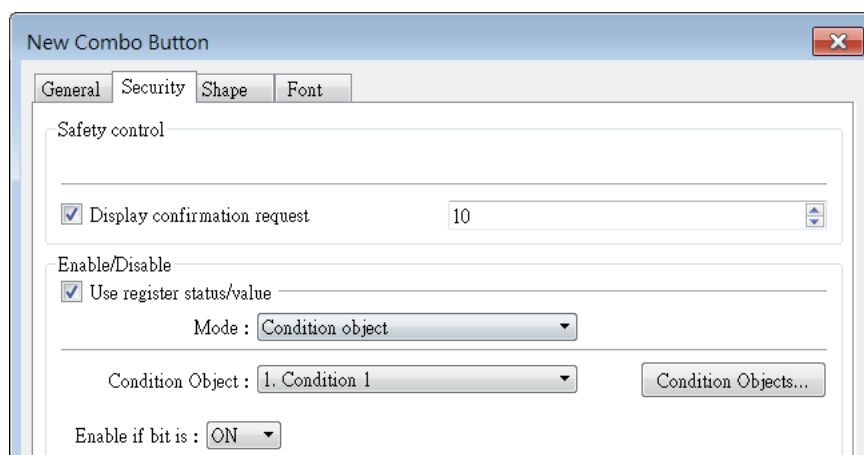 New Combo Button
General Security Shape Font
Safety control
Display confirmation request 10
Enable/Disable
Use register status/value
Mode : Condition object
Condition Object : 1. Condition 1 Condition Objects...
Enable if bit is : ON